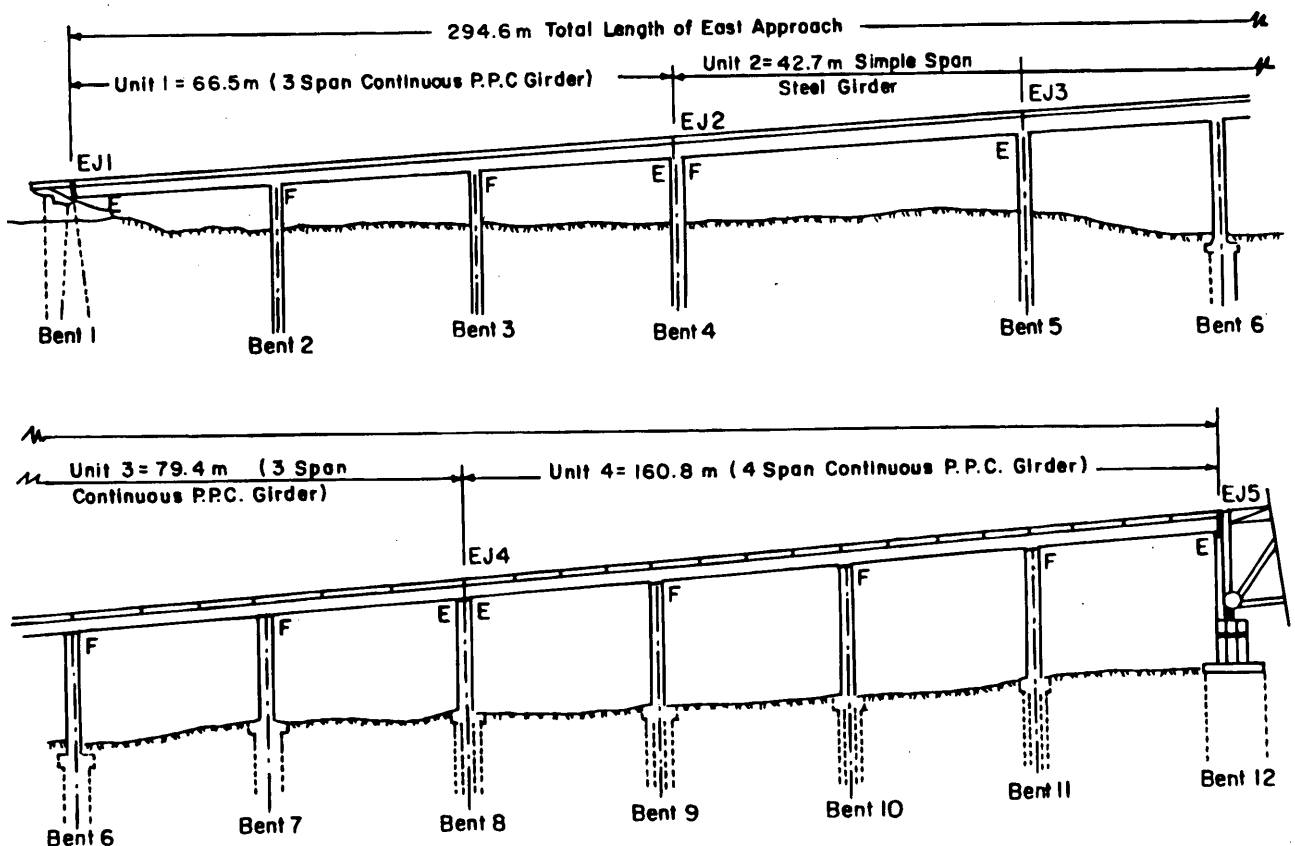 294.6 m Total Length of East Approach
Unit 1 = 66.5m (3 Span Continuous P.P.C Girder)
Unit 2 = 42.7 m Simple Span
Steel Girder
EJ1
EJ2
EJ3
E
F
F
E F
E
Bent 1
Bent 2
Bent 3
Bent 4
Bent 5
Bent 6
Unit 3 = 79.4 m (3 Span
Continuous P.P.C. Girder)
Unit 4 = 160.8 m (4 Span Continuous P.P.C. Girder)
EJ4
EJ5
F
F
E E
F
F
F
E
Bent 6
Bent 7
Bent 8
Bent 9
Bent 10
Bent 11
Bent 12